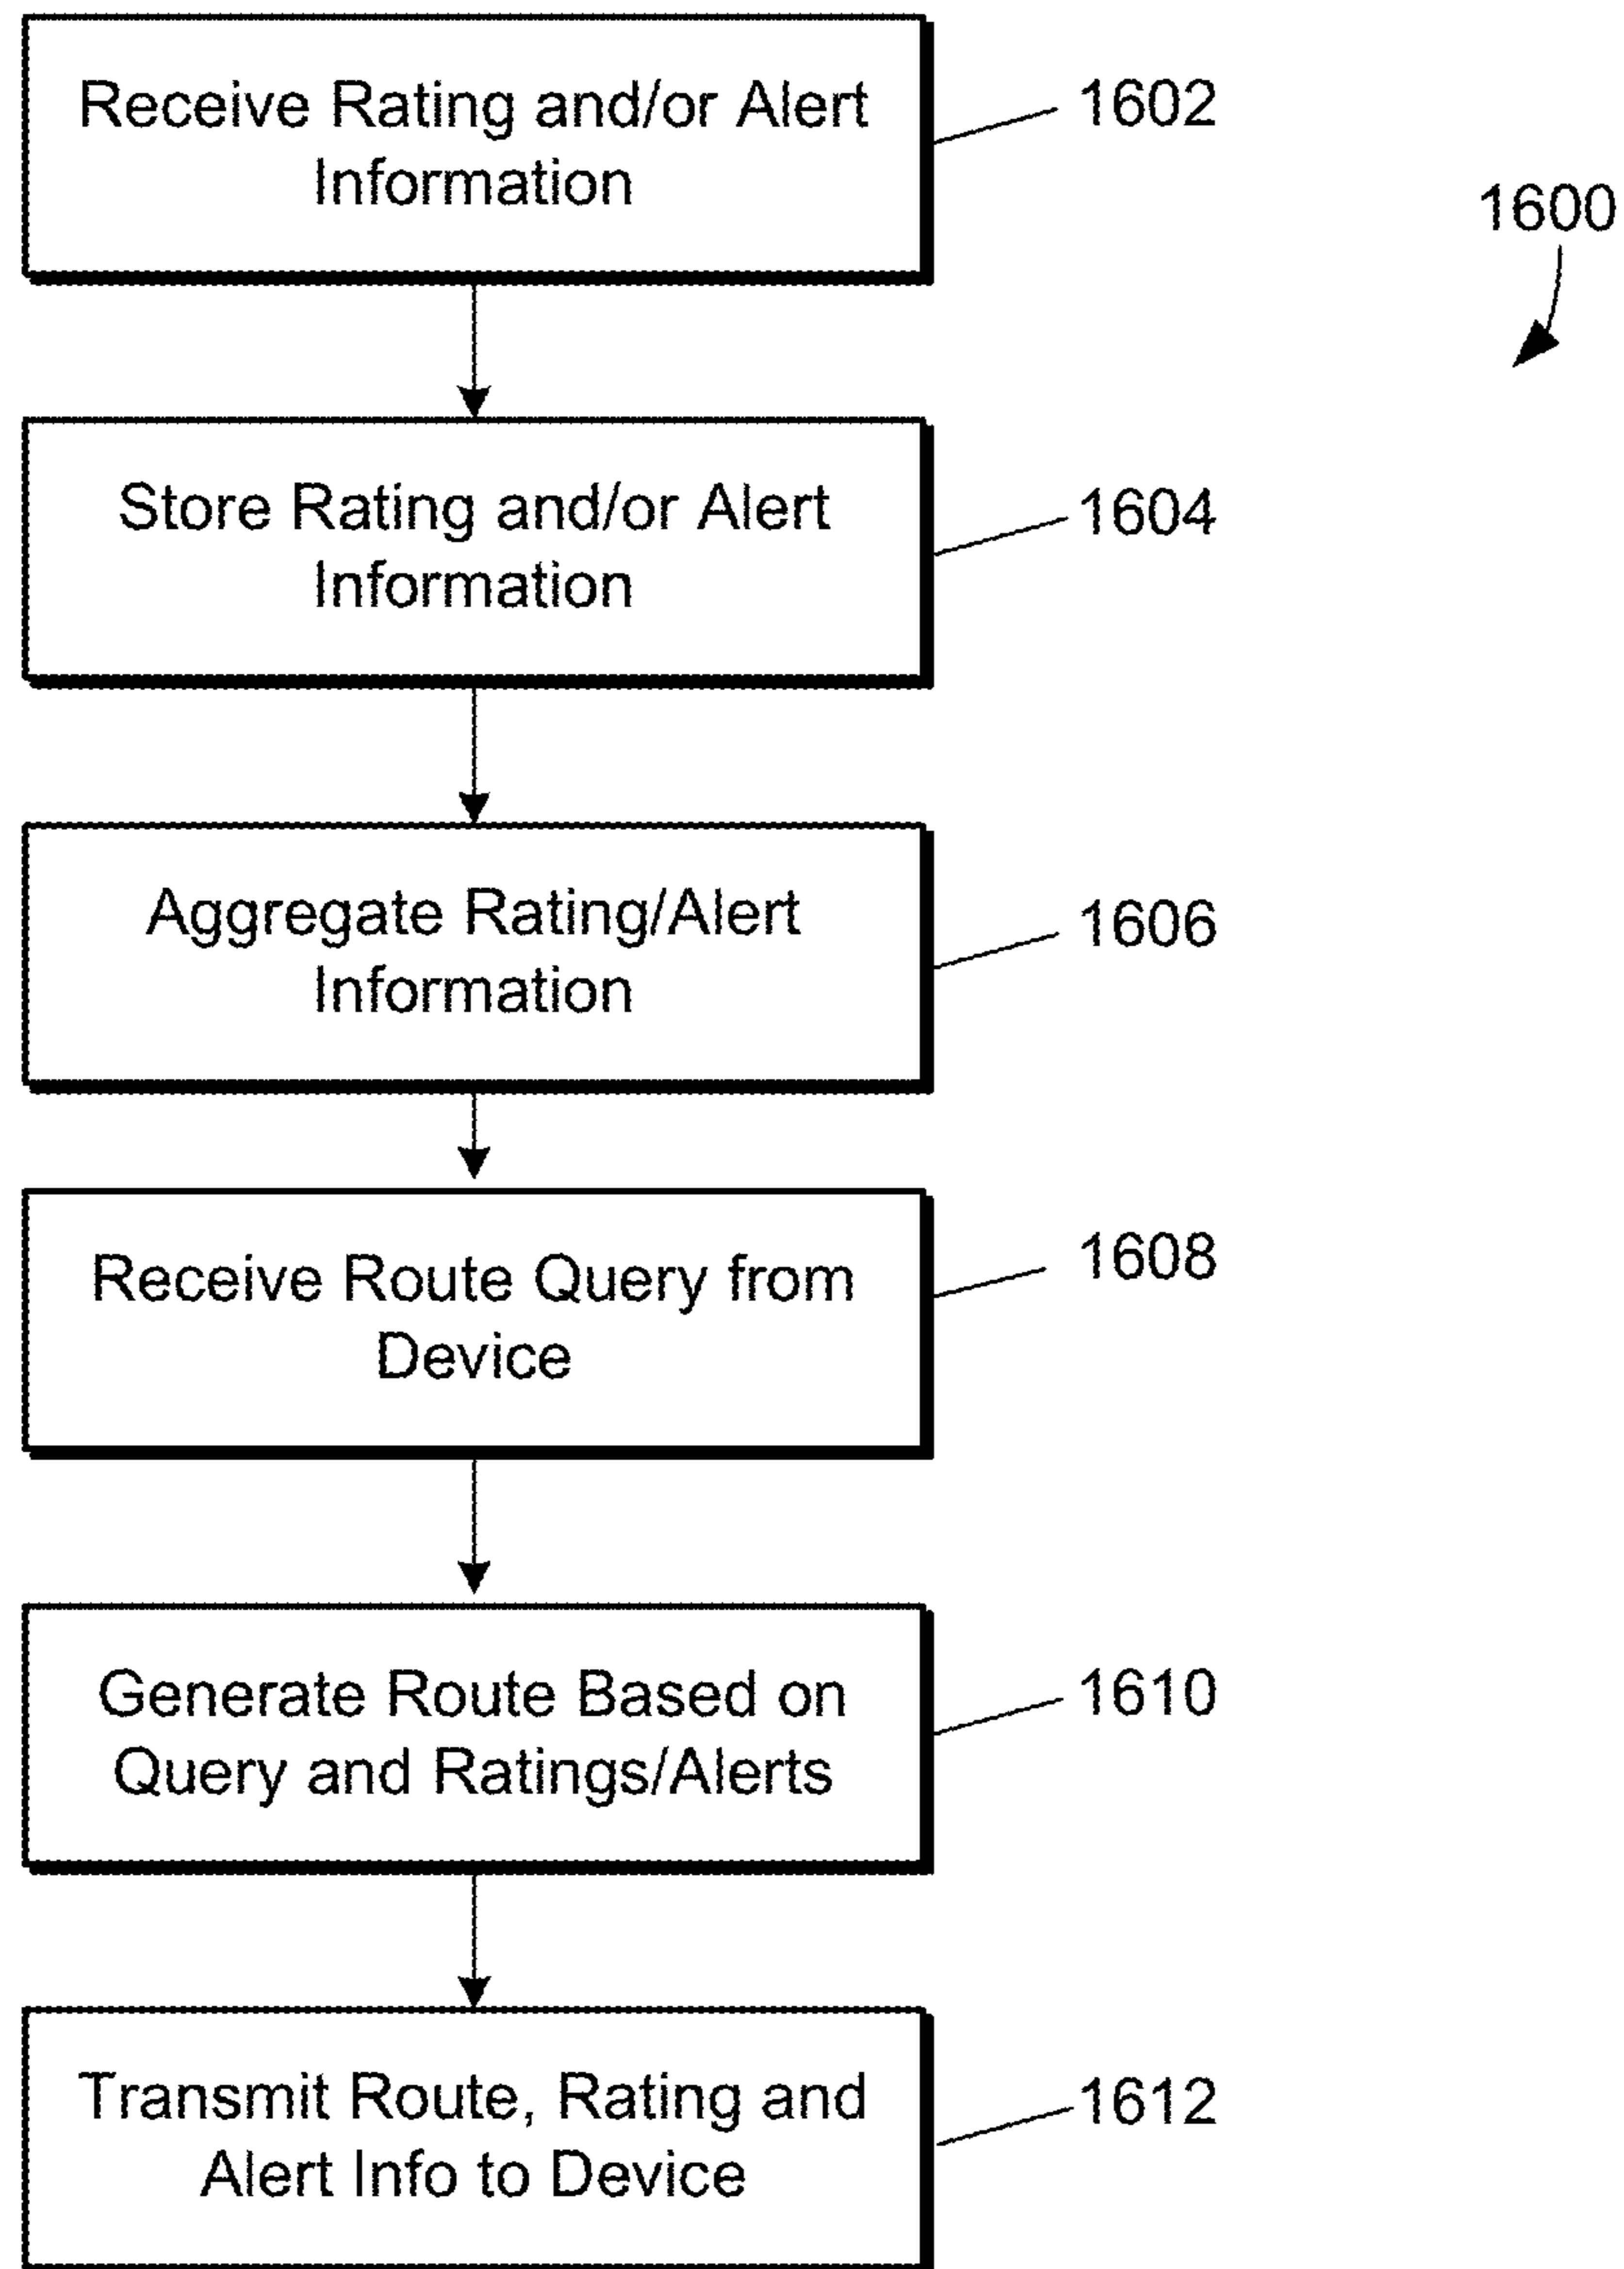 Receive Rating and/or Alert
Information
1602
1600
Store Rating and/or Alert
Information
1604
Aggregate Rating/Alert
Information
1606
Receive Route Query from
Device
1608
Generate Route Based on
Query and Ratings/Alerts
1610
Transmit Route, Rating and
Alert Info to Device
1612